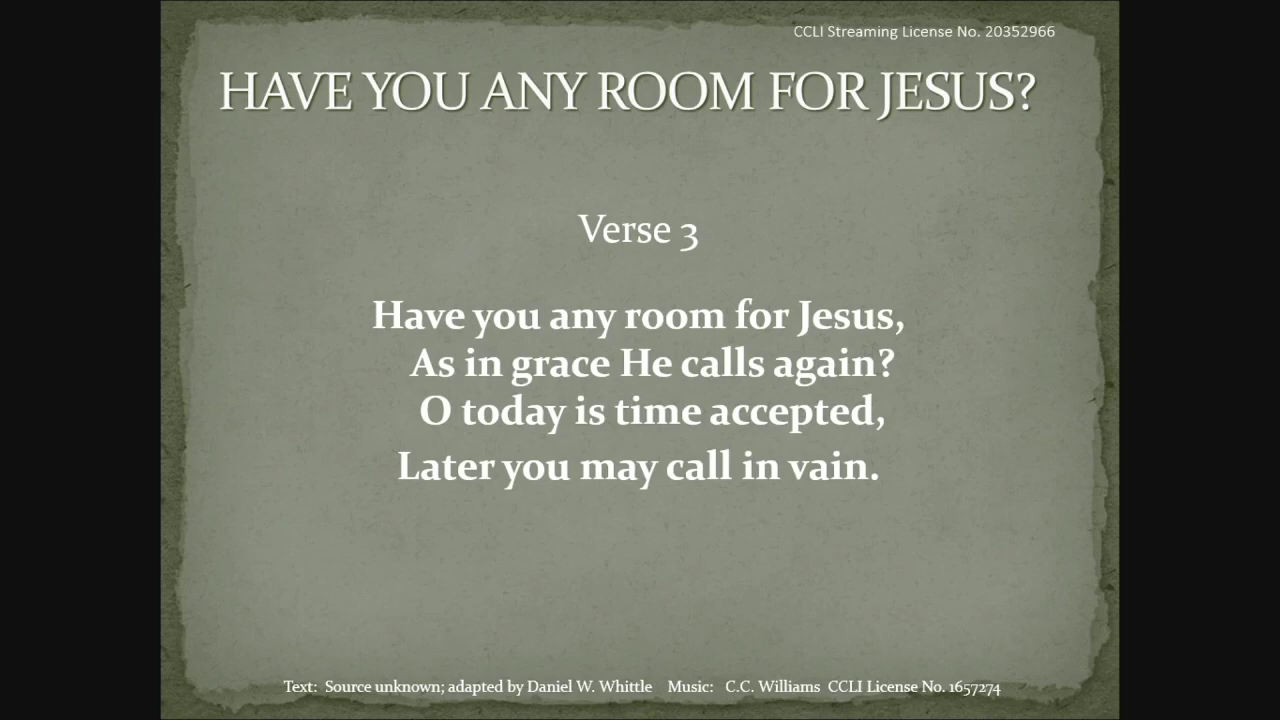 CCLI Streaming License No. 20352966
HAVE YOU ANY ROOM FOR JESUS?
Verse 3
Have you any room for Jesus,
As in grace He calls again?
O today is time accepted,
Later you may call in vain.
Text: Source unknown; adapted by Daniel W. Whittle Music: C.C. Williams CCLI License No. 1657274